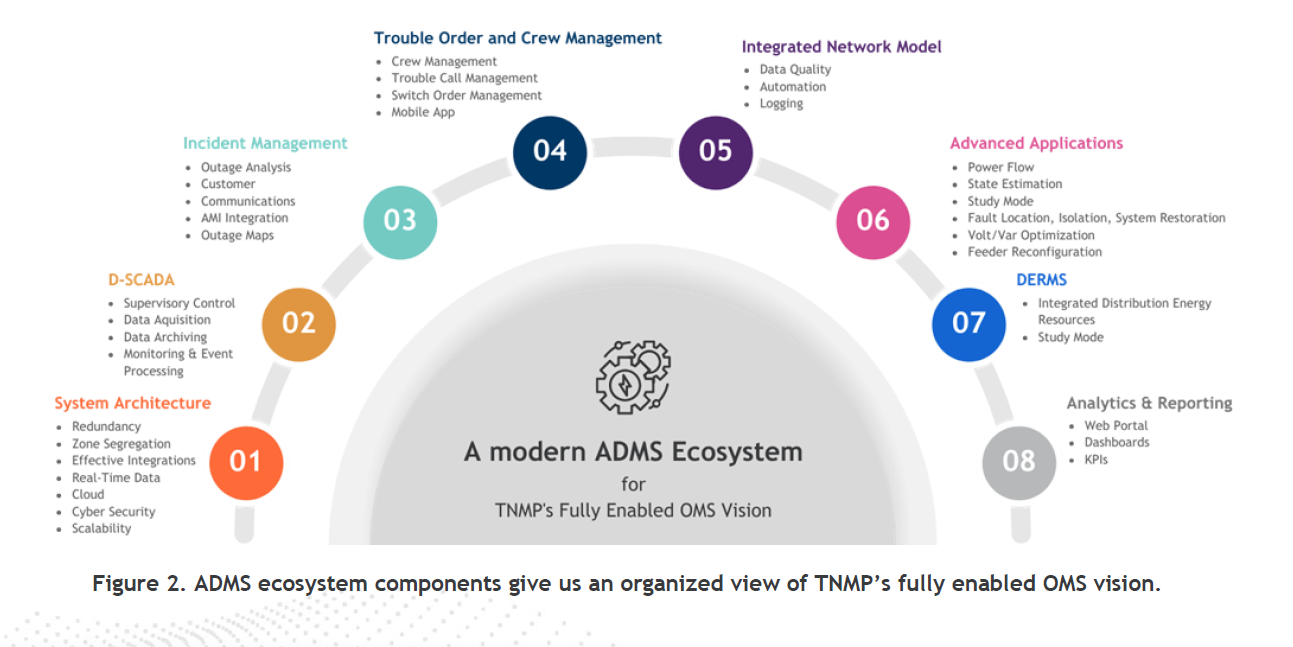 Trouble Order and Crew Management
• Crew Management
• Trouble Call Management
• Switch Order Management
• Mobile App
04
Integrated Network Model
• Data Quality
• Automation
• Logging
05
Incident Management
• Outage Analysis
• Customer
• Communications
• AMI Integration
• Outage Maps
03
Advanced Applications
• Power Flow
• State Estimation
• Study Mode
• Fault Location, Isolation, System Restoration
• Volt/Var Optimization
• Feeder Reconfiguration
06
D-SCADA
• Supervisory Control
• Data Aquisition
• Data Archiving
• Monitoring & Event
Processing
02
DERMS
• Integrated Distribution Energy
Resources
• Study Mode
07
System Architecture
• Redundancy
• Zone Segregation
• Effective Integrations
• Real-Time Data
• Cloud
• Cyber Security
• Scalability
01
Analytics & Reporting
• Web Portal
• Dashboards
• KPIs
08
A modern ADMS Ecosystem
for
TNMP's Fully Enabled OMS Vision
Figure 2. ADMS ecosystem components give us an organized view of TNMP’s fully enabled OMS vision.